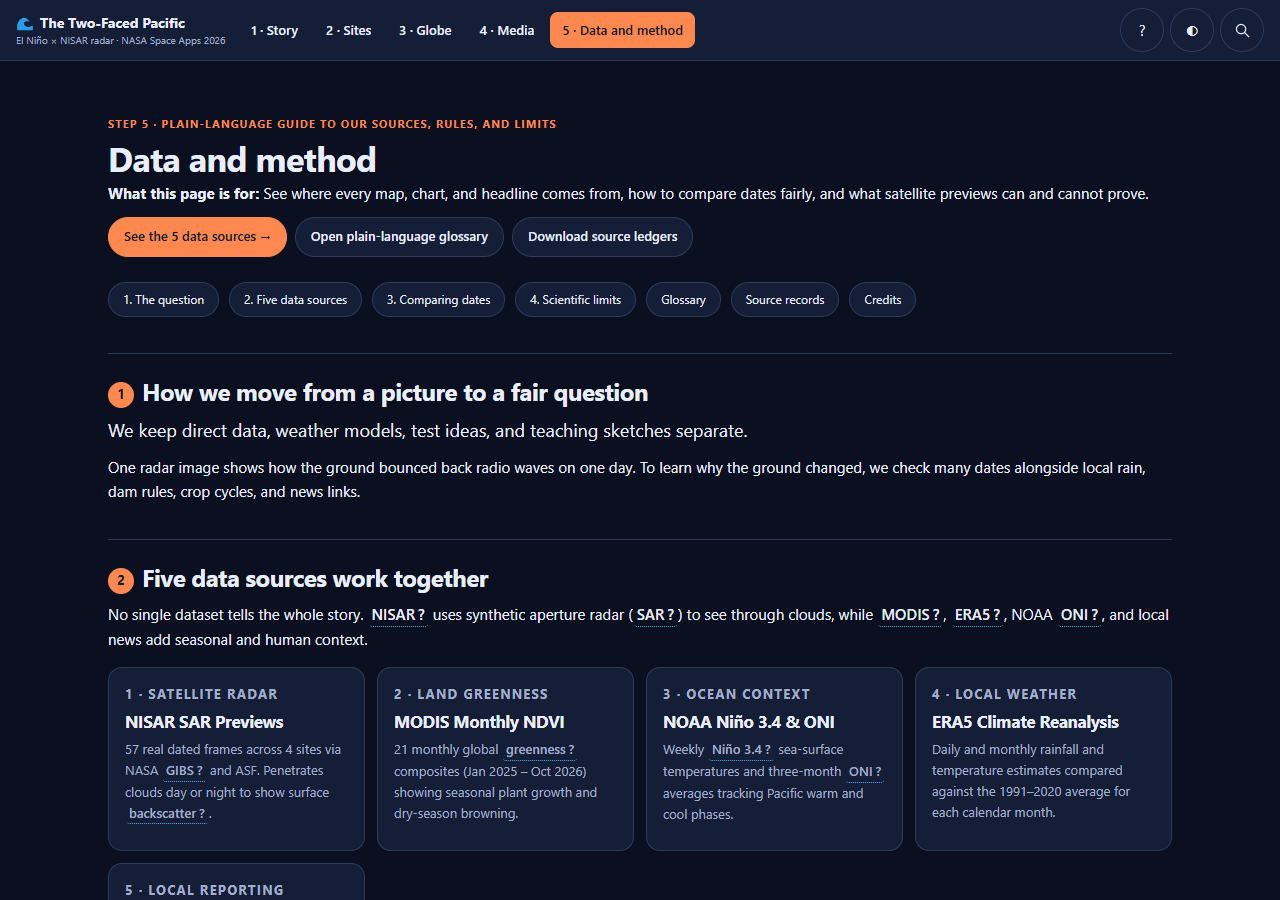 The Two-Faced Pacific
El Niño × NISAR radar · NASA Space Apps 2026
1 · Story
2 · Sites
3 · Globe
4 · Media
5 · Data and method
?
STEP 5 · PLAIN-LANGUAGE GUIDE TO OUR SOURCES, RULES, AND LIMITS
Data and method
What this page is for: See where every map, chart, and headline comes from, how to compare dates fairly, and what satellite previews can and cannot prove.
See the 5 data sources →
Open plain-language glossary
Download source ledgers
1. The question
2. Five data sources
3. Comparing dates
4. Scientific limits
Glossary
Source records
Credits
1 How we move from a picture to a fair question
We keep direct data, weather models, test ideas, and teaching sketches separate.
One radar image shows how the ground bounced back radio waves on one day. To learn why the ground changed, we check many dates alongside local rain,
dam rules, crop cycles, and news links.
2 Five data sources work together
No single dataset tells the whole story. NISAR ? uses synthetic aperture radar ( SAR ? ) to see through clouds, while MODIS ? , ERA5 ? , NOAA ONI ? , and local
news add seasonal and human context.
1 · SATELLITE RADAR
NISAR SAR Previews
57 real dated frames across 4 sites via
NASA GIBS ? and ASF. Penetrates
clouds day or night to show surface
backscatter ? .
2 · LAND GREENNESS
MODIS Monthly NDVI
21 monthly global greenness ?
composites (Jan 2025 – Oct 2026)
showing seasonal plant growth and
dry-season browning.
3 · OCEAN CONTEXT
NOAA Niño 3.4 & ONI
Weekly Niño 3.4 ? sea-surface
temperatures and three-month ONI ?
averages tracking Pacific warm and
cool phases.
4 · LOCAL WEATHER
ERA5 Climate Reanalysis
Daily and monthly rainfall and
temperature estimates compared
against the 1991–2020 average for
each calendar month.
5 · LOCAL REPORTING